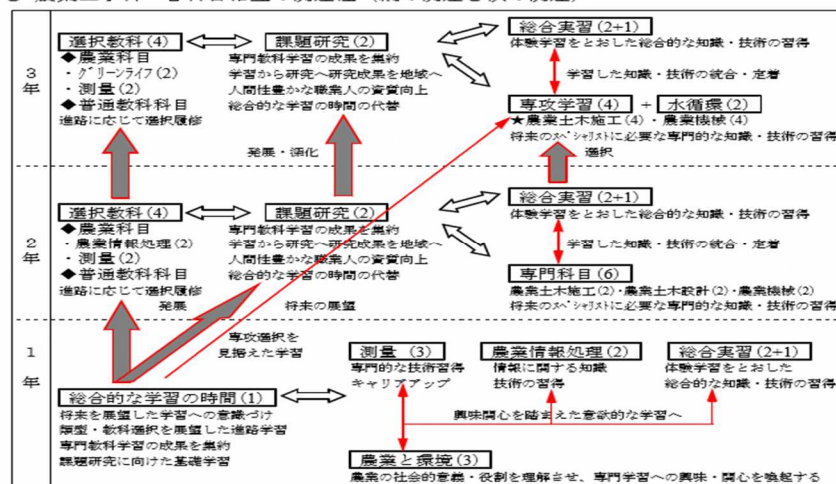 3年
選択教科(4)
◆農業科目
・グリーンライフ(2)
・測量(2)
◆普通教科科目
進路に応じて選択履修
課題研究(2)
専門教科学習の成果を集約
学習から研究へ研究成果を地域へ
人間性豊かな職業人の資質向上
総合的な学習の時間の代替
総合実習(2+1)
体験学習をとおした総合的な知識・技術の習得
学習した知識・技術の統合・定着
専攻学習(4) + 水循環(2)
★農業土木施工(4)・農業機械(4)
将来のスペシャリストに必要な専門的な知識・技術の習得
発展・深化
選択
2年
選択教科(4)
◆農業科目
・農業情報処理(2)
・測量(2)
◆普通教科科目
進路に応じて選択履修
課題研究(2)
専門教科学習の成果を集約
学習から研究へ研究成果を地域へ
人間性豊かな職業人の資質向上
総合的な学習の時間の代替
総合実習(2+1)
体験学習をとおした総合的な知識・技術の習得
学習した知識・技術の統合・定着
専門科目(6)
農業土木施工(2)・農業土木設計(2)・農業機械(2)
将来のスペシャリストに必要な専門的な知識・技術の習得
発展
将来の展望
1年
専攻選択を
見据えた学習
総合的な学習の時間(1)
将来を展望した学習への意識づけ
類型・教科選択を展望した進路学習
専門教科学習の成果を集約
課題研究に向けた基礎学習
測量(3)
専門的な技術習得
キャリアアップ
農業情報処理(2)
情報に関する知識
技術の習得
総合実習(2+1)
体験学習をとおした
総合的な知識・技術の習得
興味関心を踏まえた意欲的な学習へ
農業と環境(3)
農業の社会的意義・役割を理解させ、専門学習への興味・関心を喚起する